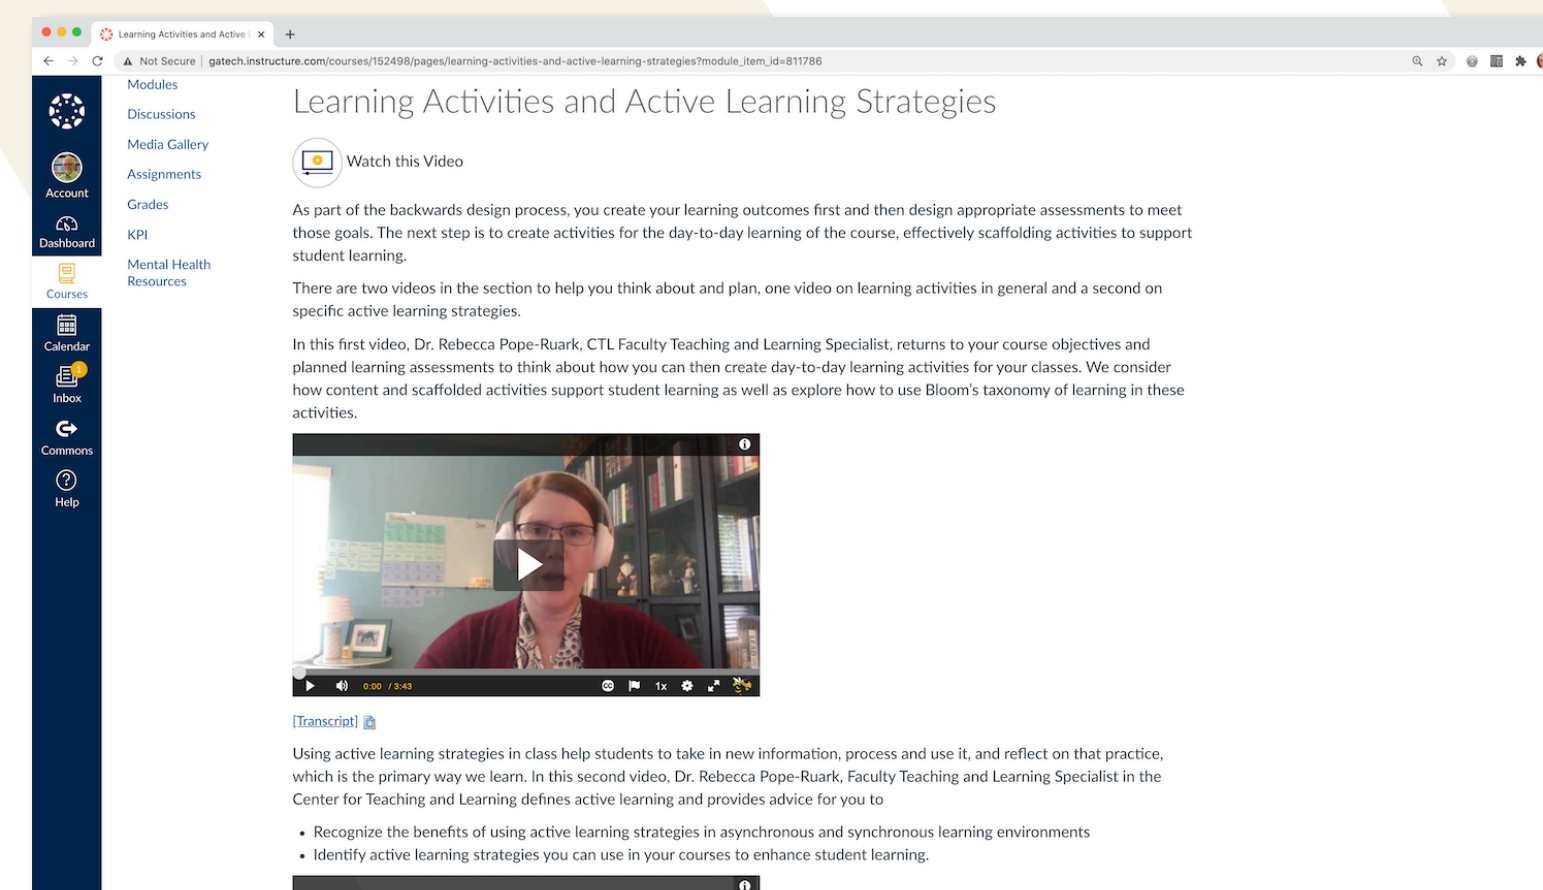 Learning Activities and Active
Not Secure | gatech.instructure.com/courses/152498/pages/learning-activities-and-active-learning-strategies?module_item_id=811786
Account
Dashboard
Courses
Calendar
1
Inbox
Commons
Help
Modules
Discussions
Media Gallery
Assignments
Grades
KPI
Mental Health
Resources
Learning Activities and Active Learning Strategies
Watch this Video
As part of the backwards design process, you create your learning outcomes first and then design appropriate assessments to meet
those goals. The next step is to create activities for the day-to-day learning of the course, effectively scaffolding activities to support
student learning.
There are two videos in the section to help you think about and plan, one video on learning activities in general and a second on
specific active learning strategies.
In this first video, Dr. Rebecca Pope-Ruark, CTL Faculty Teaching and Learning Specialist, returns to your course objectives and
planned learning assessments to think about how you can then create day-to-day learning activities for your classes. We consider
how content and scaffolded activities support student learning as well as explore how to use Bloom's taxonomy of learning in these
activities.
0:00 / 3:43
CC
1x
[Transcript]
Using active learning strategies in class help students to take in new information, process and use it, and reflect on that practice,
which is the primary way we learn. In this second video, Dr. Rebecca Pope-Ruark, Faculty Teaching and Learning Specialist in the
Center for Teaching and Learning defines active learning and provides advice for you to
• Recognize the benefits of using active learning strategies in asynchronous and synchronous learning environments
• Identify active learning strategies you can use in your courses to enhance student learning.